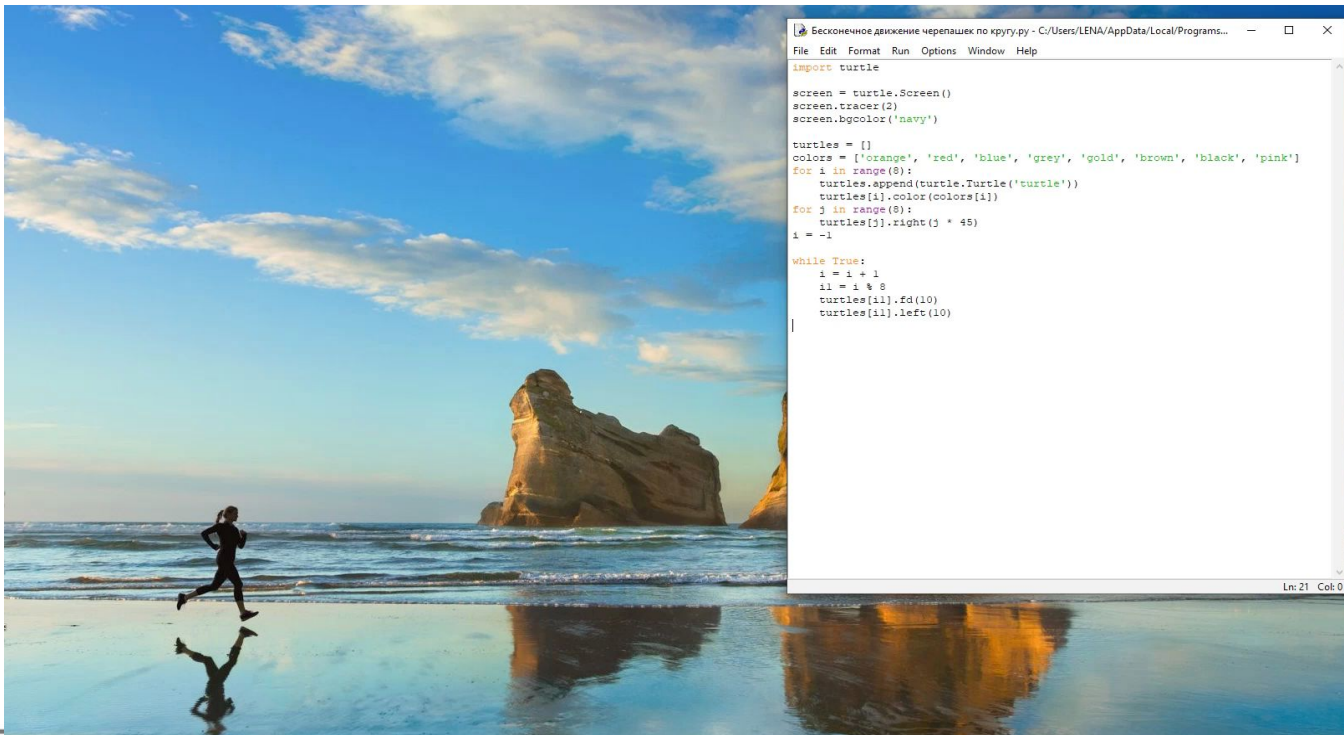 Бесконечное движение черепашек по кругу.py - C:/Users/LENA/AppData/Local/Programs...
File Edit Format Run Options Window Help
import turtle
screen = turtle.Screen()
screen.tracer(2)
screen.bgcolor('navy')
turtles = []
colors = ['orange', 'red', 'blue', 'grey', 'gold', 'brown', 'black', 'pink']
for i in range(8):
    turtles.append(turtle.Turtle('turtle'))
    turtles[i].color(colors[i])
for j in range(8):
    turtles[j].right(j * 45)
i = -1
while True:
    i = i + 1
    i1 = i % 8
    turtles[i1].fd(10)
    turtles[i1].left(10)
Ln: 21 Col: 0